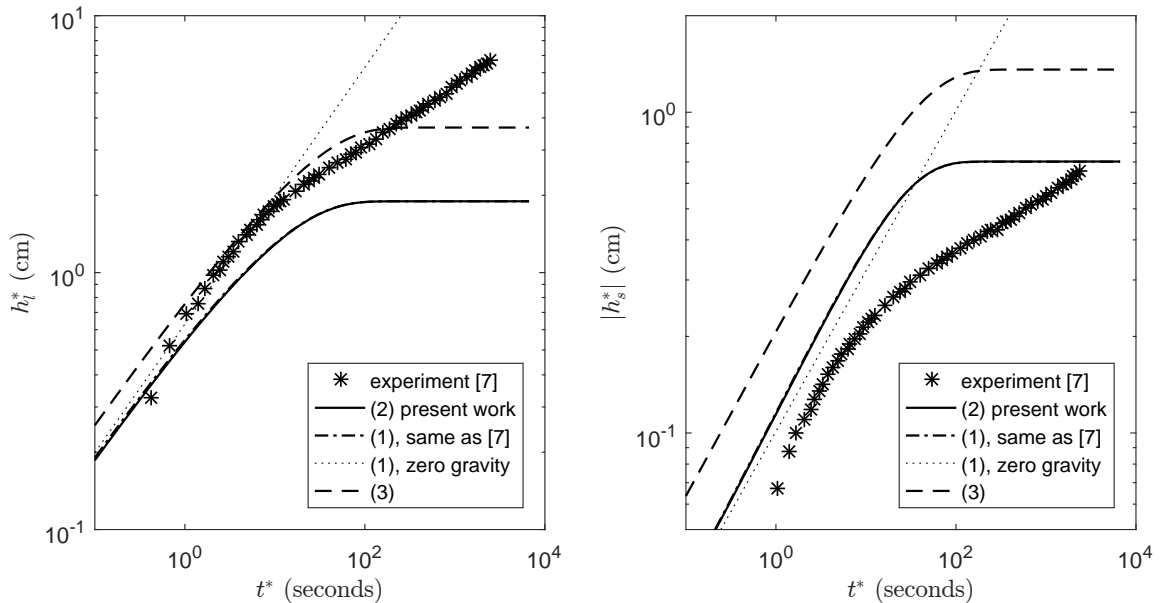 10^1
10^0
10^-1
h_l^* (cm)
10^0 10^2 10^4
t^* (seconds)
experiment [7]
(2) present work
(1), same as [7]
(1), zero gravity
(3)
10^0
10^-1
|h_s^*| (cm)
10^0 10^2 10^4
t^* (seconds)
experiment [7]
(2) present work
(1), same as [7]
(1), zero gravity
(3)